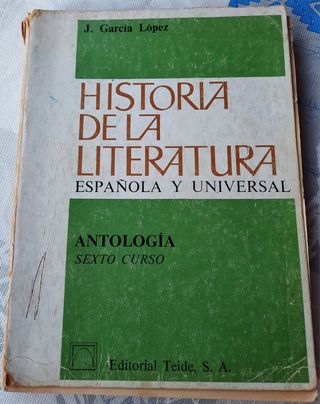 J. García López
HISTORIA
DE LA
LITERATURA
ESPAÑOLA Y UNIVERSAL
ANTOLOGÍA
SEXTO CURSO
Editorial Teide, S. A.